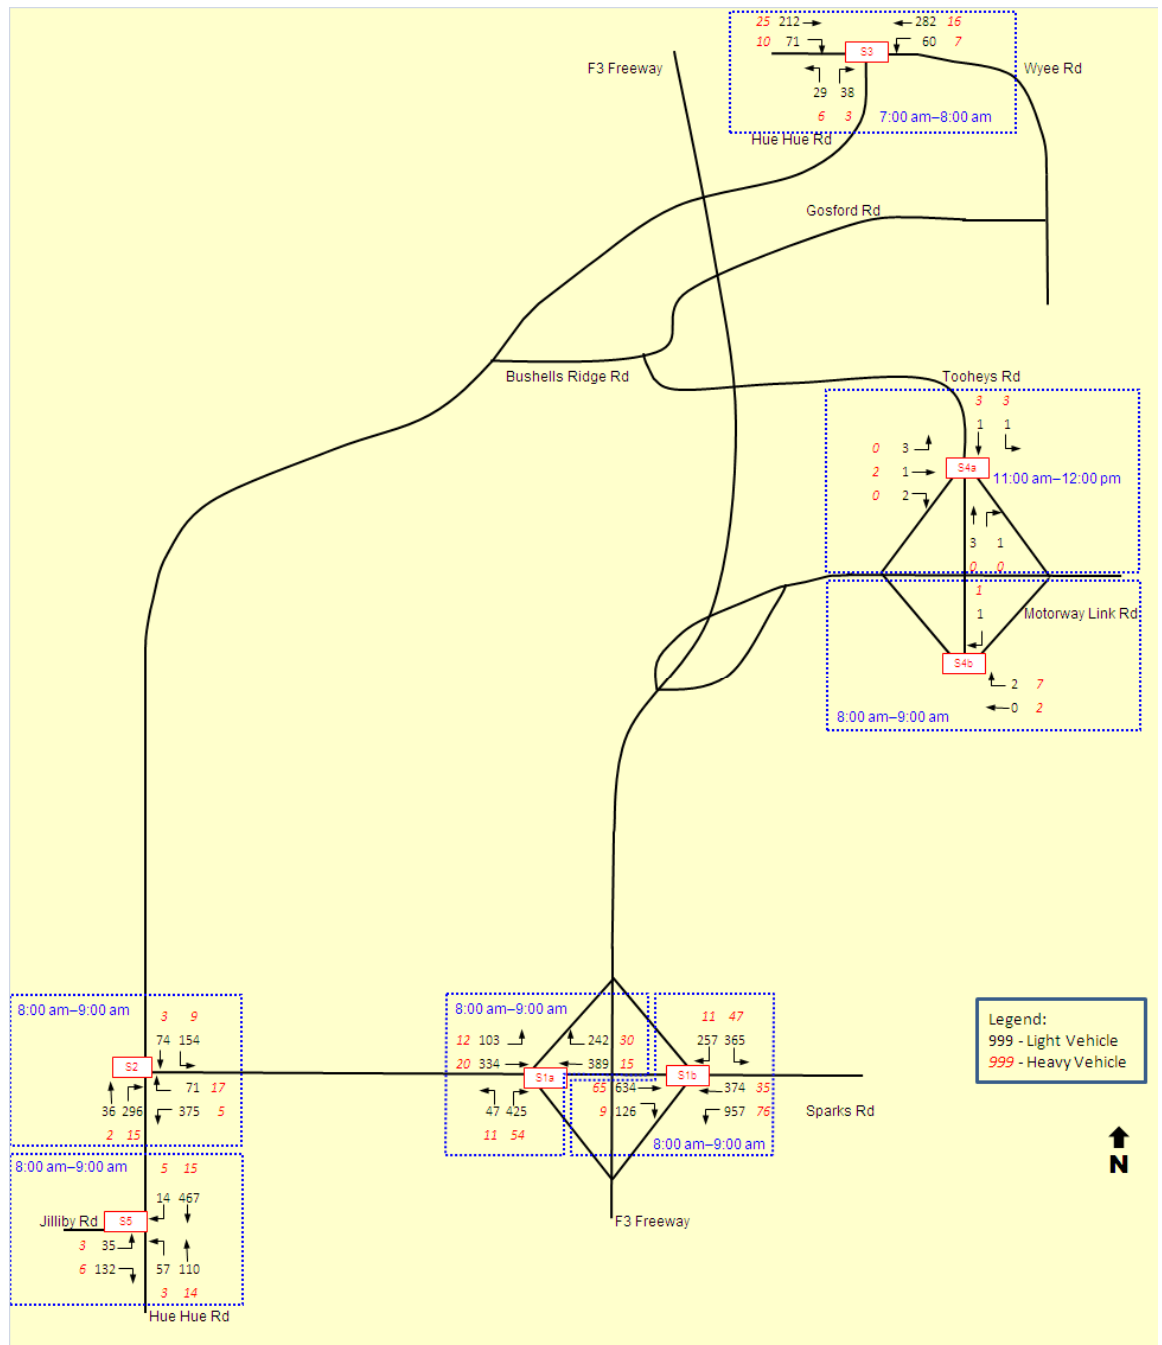 25 212 282 16
10 71 S3 60 7
F3 Freeway
Wyee Rd
29 38
6 3 7:00 am–8:00 am
Hue Hue Rd
Gosford Rd
Bushells Ridge Rd
Tooheys Rd
3 3
1 1
0 3
2 1 S4a
11:00 am–12:00 pm
0 2
3 1
0 0
1
1 Motorway Link Rd
S4b
2 7
8:00 am–9:00 am 0 2
8:00 am–9:00 am 3 9
74 154
S2
71 17
36 296 375 5
2 15
8:00 am–9:00 am 11 47
12 103 242 30 257 365
20 334 389 15
S1a S1b
65 634 374 35
47 425 9 126 957 76
11 54
8:00 am–9:00 am
Sparks Rd
Legend:
999 - Light Vehicle
999 - Heavy Vehicle
N
8:00 am–9:00 am 5 15
14 467
Jilliby Rd S5
F3 Freeway
3 35
6 132 57 110
3 14
Hue Hue Rd